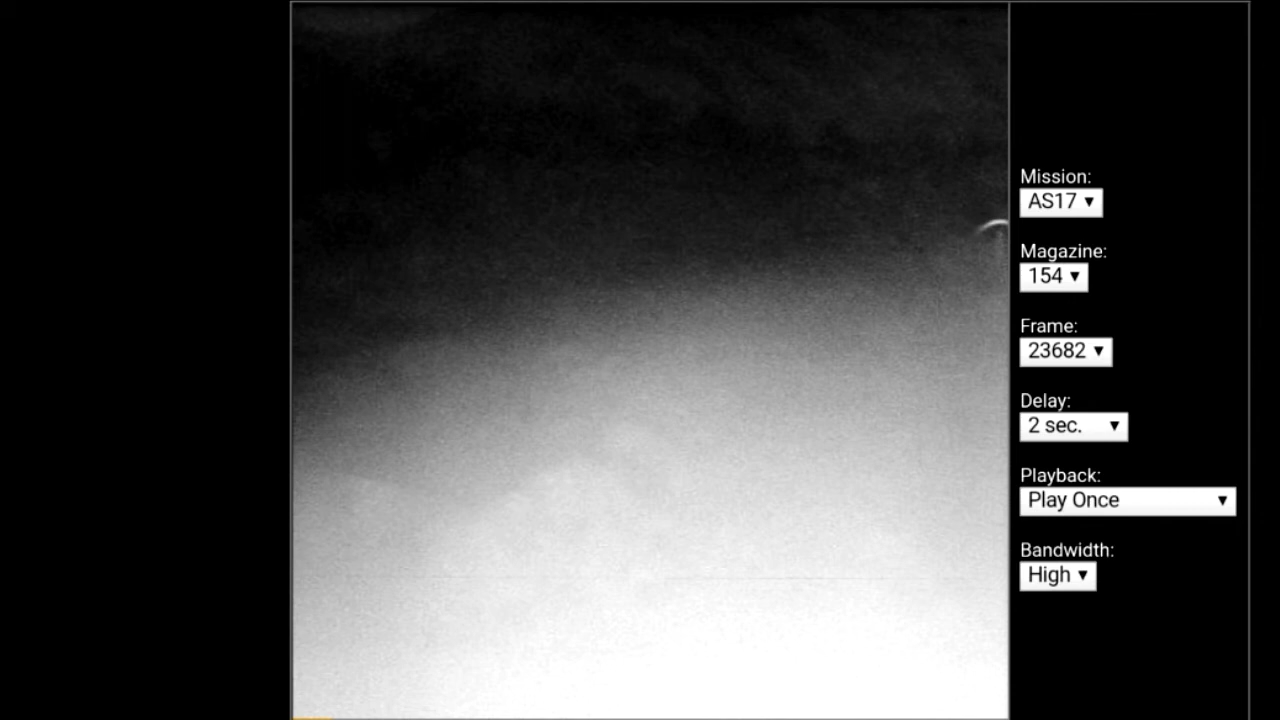 Mission:
AS17
Magazine:
154
Frame:
23682
Delay:
2 sec.
Playback:
Play Once
Bandwidth:
High